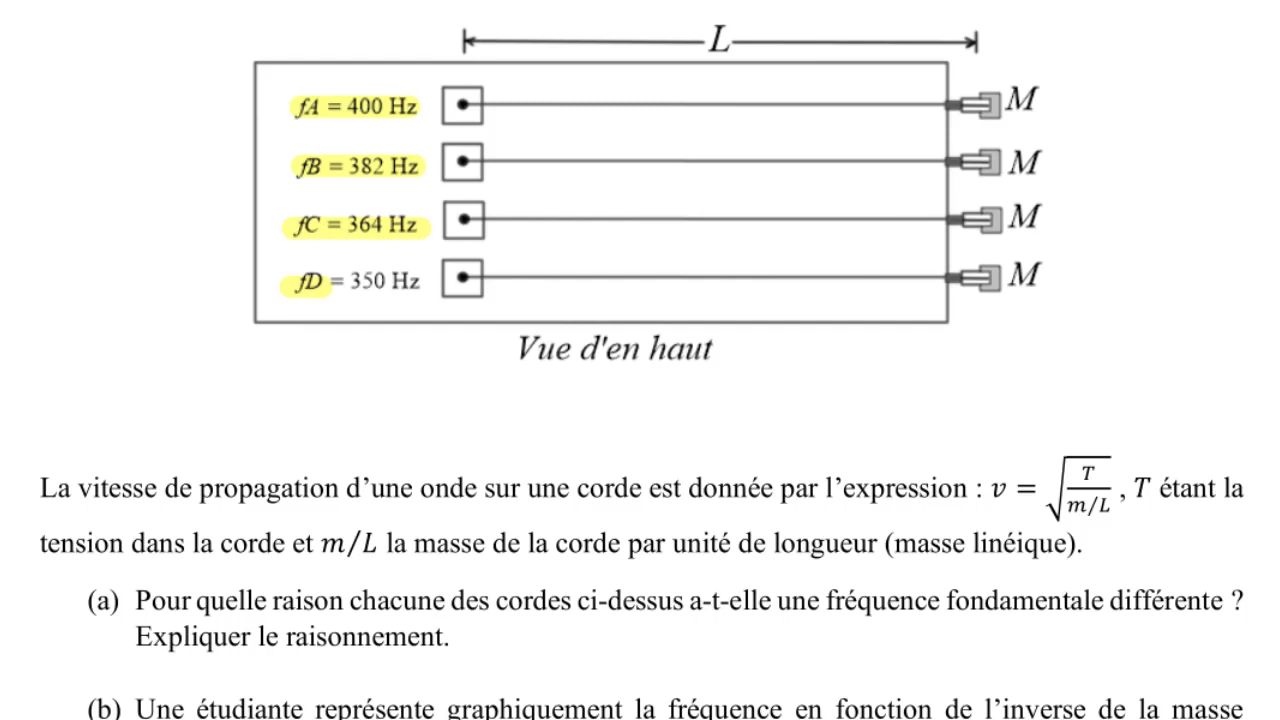 L
fA = 400 Hz
M
fB = 382 Hz
M
fC = 364 Hz
M
fD = 350 Hz
M
Vue d'en haut
La vitesse de propagation d’une onde sur une corde est donnée par l’expression : v = √(T / (m/L)) , T étant la
tension dans la corde et m/L la masse de la corde par unité de longueur (masse linéique).
(a) Pour quelle raison chacune des cordes ci-dessus a-t-elle une fréquence fondamentale différente ?
Expliquer le raisonnement.
(b) Une étudiante représente graphiquement la fréquence en fonction de l’inverse de la masse